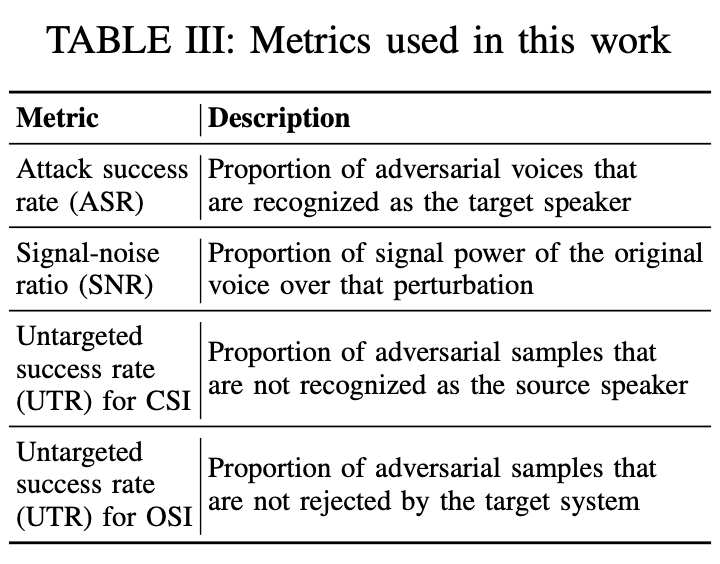 TABLE III: Metrics used in this work
Metric Description
Attack success rate (ASR) Proportion of adversarial voices that
are recognized as the target speaker
Signal-noise ratio (SNR) Proportion of signal power of the original
voice over that perturbation
Untargeted success rate (UTR) for CSI Proportion of adversarial samples that
are not recognized as the source speaker
Untargeted success rate (UTR) for OSI Proportion of adversarial samples that
are not rejected by the target system